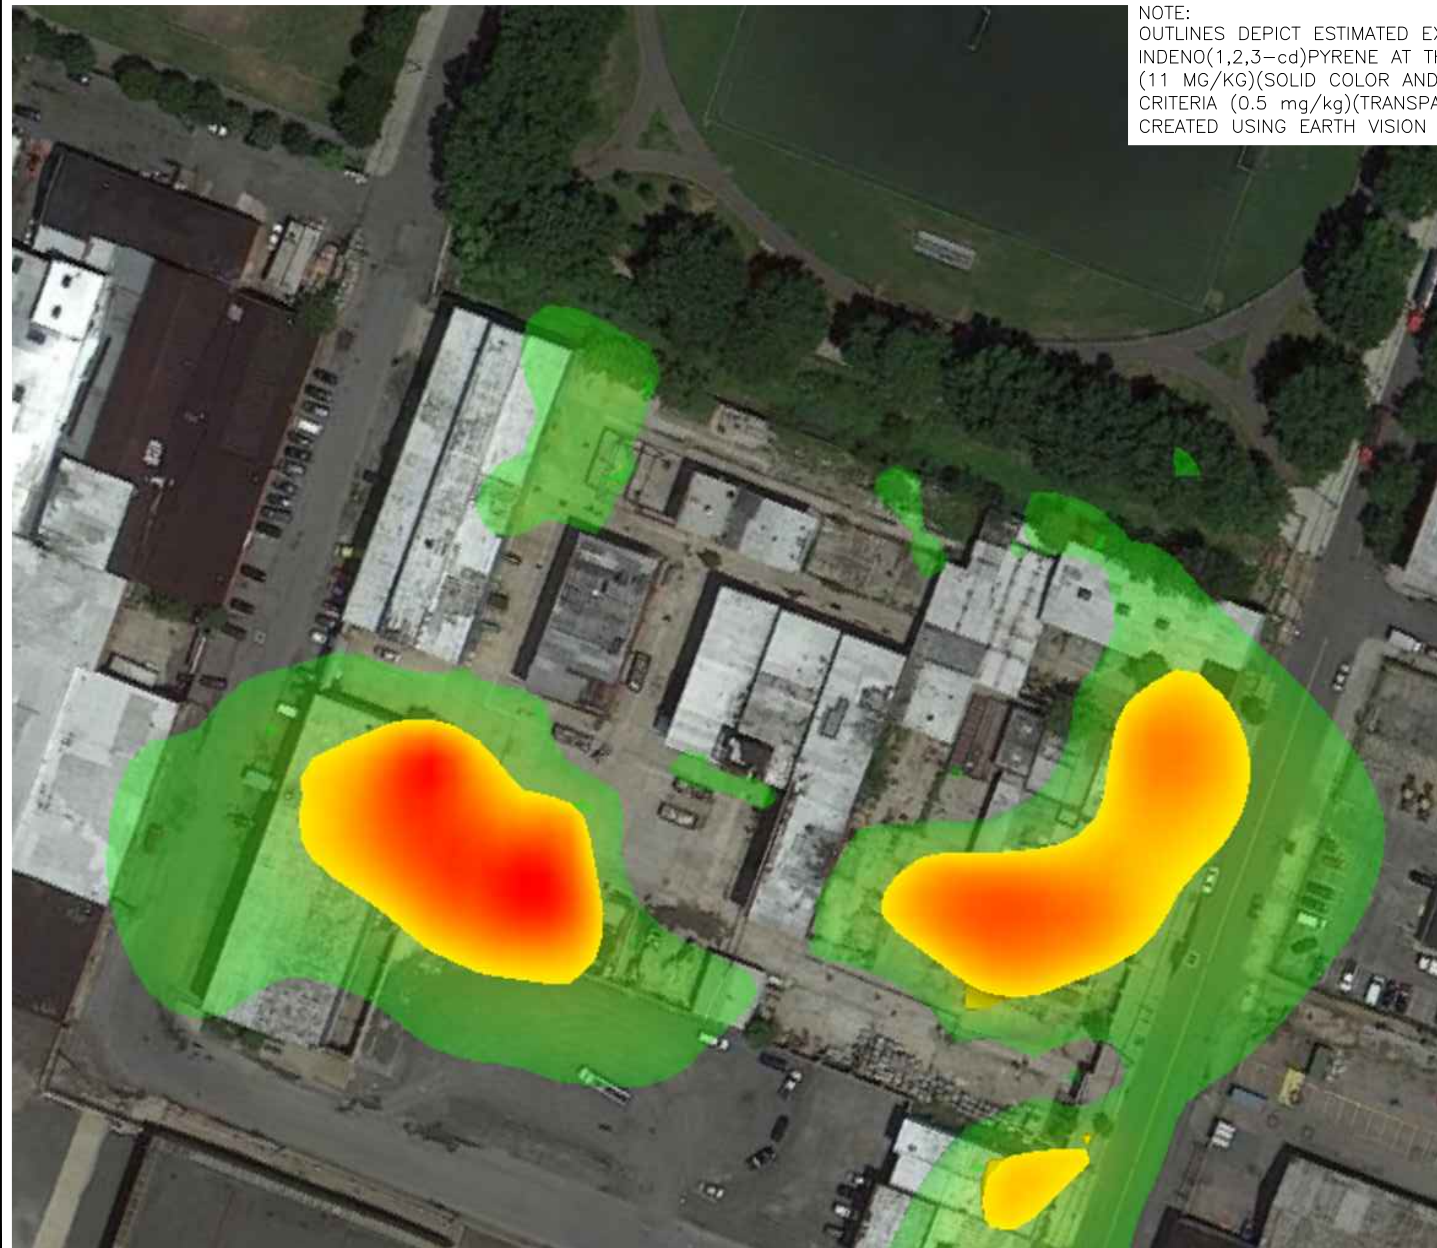 NOTE:
OUTLINES DEPICT ESTIMATED
INDENO(1,2,3-cd)PYRENE AT
(11 MG/KG)(SOLID COLOR AND
CRITERIA (0.5 mg/kg)(TRANSPA
CREATED USING EARTH VISION